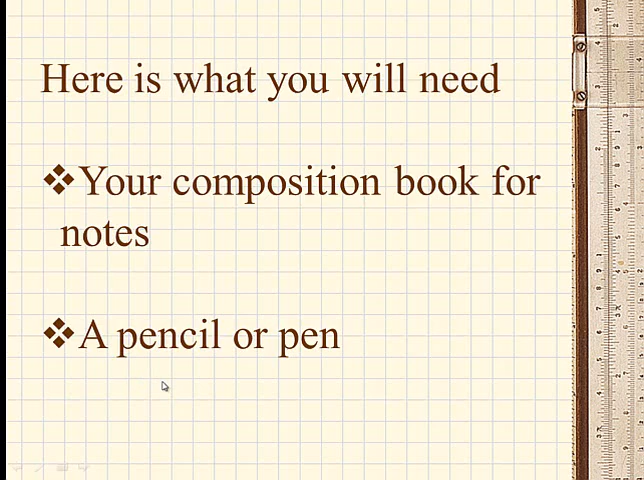 Here is what you will need
❖Your composition book for
notes
❖A pencil or pen